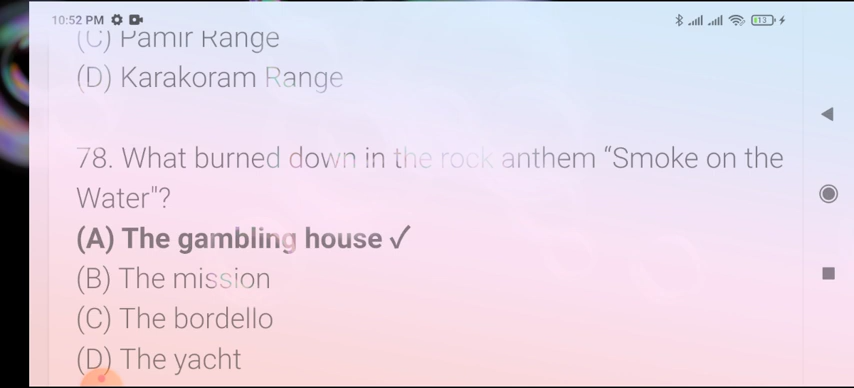 10:52 PM
13
(C) Pamir Range
(D) Karakoram Range
78. What burned down in the rock anthem “Smoke on the
Water"?
(A) The gambling house ✓
(B) The mission
(C) The bordello
(D) The yacht